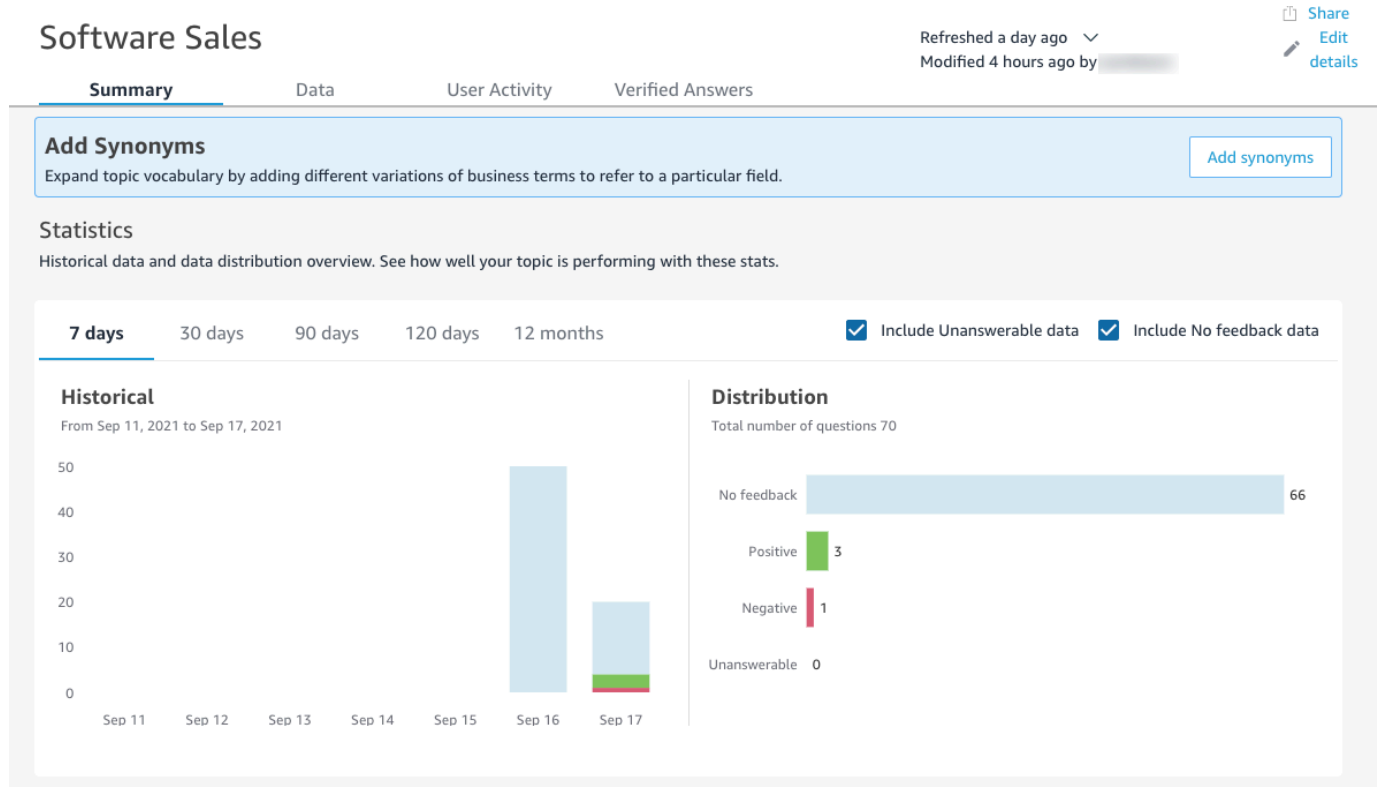 Software Sales
Refreshed a day ago
Modified 4 hours ago by
Share
Edit
details
Summary
Data
User Activity
Verified Answers
Add Synonyms
Expand topic vocabulary by adding different variations of business terms to refer to a particular field.
Add synonyms
Statistics
Historical data and data distribution overview. See how well your topic is performing with these stats.
7 days
30 days
90 days
120 days
12 months
Include Unanswerable data
Include No feedback data
Historical
From Sep 11, 2021 to Sep 17, 2021
50
40
30
20
10
0
Sep 11
Sep 12
Sep 13
Sep 14
Sep 15
Sep 16
Sep 17
Distribution
Total number of questions 70
No feedback 66
Positive 3
Negative 1
Unanswerable 0